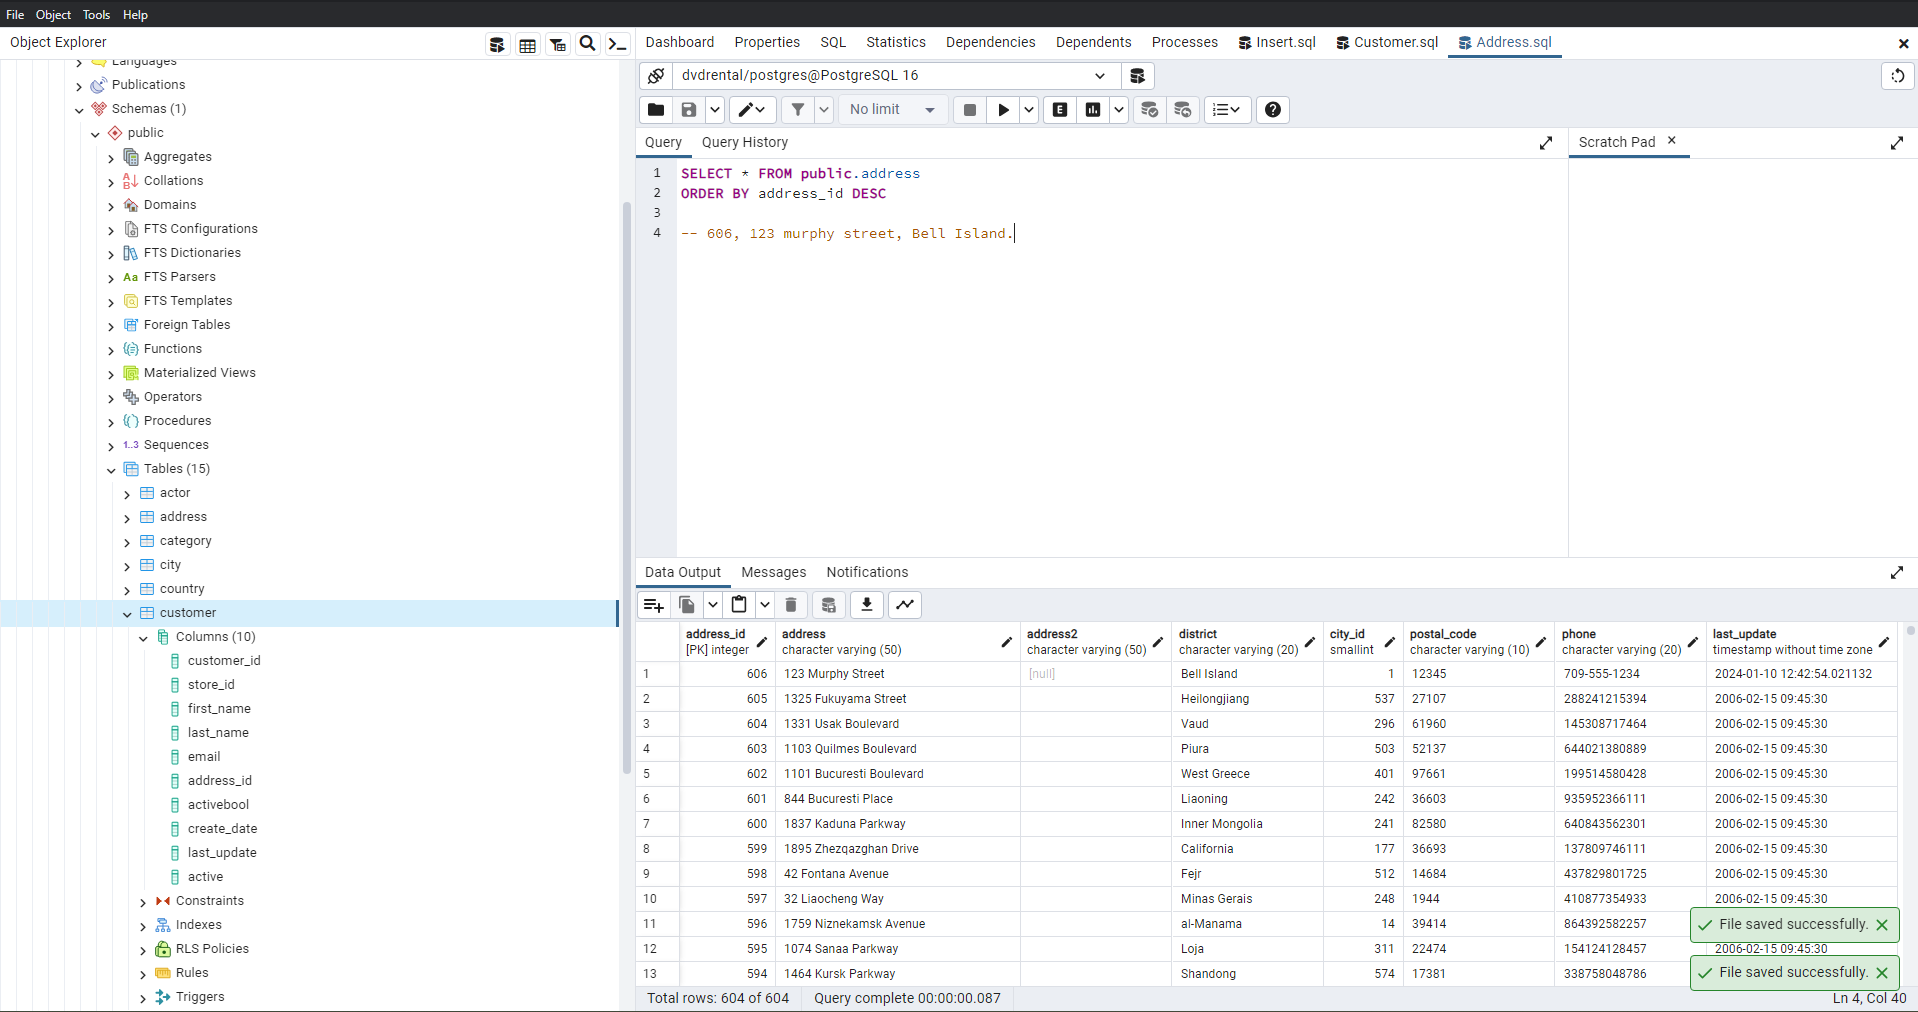 File Object Tools Help
Object Explorer
Languages
Publications
Schemas (1)
public
Aggregates
Collations
Domains
FTS Configurations
FTS Dictionaries
Aa FTS Parsers
FTS Templates
Foreign Tables
Functions
Materialized Views
Operators
Procedures
1..3 Sequences
Tables (15)
actor
address
category
city
country
customer
Columns (10)
customer_id
store_id
first_name
last_name
email
address_id
activebool
create_date
last_update
active
Constraints
Indexes
RLS Policies
Rules
Triggers
Dashboard Properties SQL Statistics Dependencies Dependents Processes Insert.sql Customer.sql Address.sql
dvdrental/postgres@PostgreSQL 16
No limit E
Query Query History
Scratch Pad
1 SELECT * FROM public.address
2 ORDER BY address_id DESC
3
4 -- 606, 123 murphy street, Bell Island.
Data Output Messages Notifications
address_id address address2 district city_id postal_code phone last_update
[PK] integer character varying (50) character varying (50) character varying (20) smallint character varying (10) character varying (20) timestamp without time zone
1 606 123 Murphy Street [null] Bell Island 1 12345 709-555-1234 2024-01-10 12:42:54.021132
2 605 1325 Fukuyama Street Heilongjiang 537 27107 288241215394 2006-02-15 09:45:30
3 604 1331 Usak Boulevard Vaud 296 61960 145308717464 2006-02-15 09:45:30
4 603 1103 Quilmes Boulevard Piura 503 52137 644021380889 2006-02-15 09:45:30
5 602 1101 Bucuresti Boulevard West Greece 401 97661 199514580428 2006-02-15 09:45:30
6 601 844 Bucuresti Place Liaoning 242 36603 935952366111 2006-02-15 09:45:30
7 600 1837 Kaduna Parkway Inner Mongolia 241 82580 640843562301 2006-02-15 09:45:30
8 599 1895 Zhezqazghan Drive California 177 36693 137809746111 2006-02-15 09:45:30
9 598 42 Fontana Avenue Fejr 512 14684 437829801725 2006-02-15 09:45:30
10 597 32 Liaocheng Way Minas Gerais 248 1944 410877354933 2006-02-15 09:45:30
11 596 1759 Niznekamsk Avenue al-Manama 14 39414 864392582257
File saved successfully.
12 595 1074 Sanaa Parkway Loja 311 22474 154124128457 2006-02-15 09:45:30
13 594 1464 Kursk Parkway Shandong 574 17381 338758048786
File saved successfully.
Total rows: 604 of 604 Query complete 00:00:00.087 Ln 4, Col 40